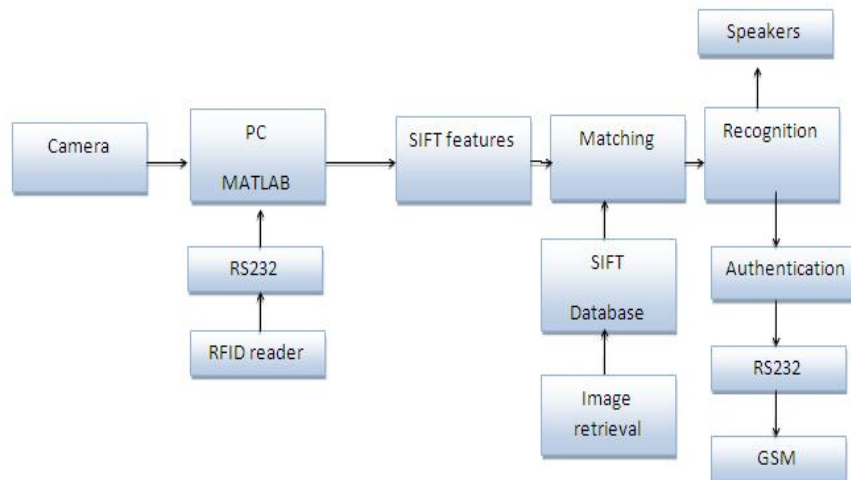 Speakers
Camera
PC
MATLAB
SIFT features
Matching
Recognition
RS232
RFID reader
SIFT
Database
Image
retrieval
Authentication
RS232
GSM